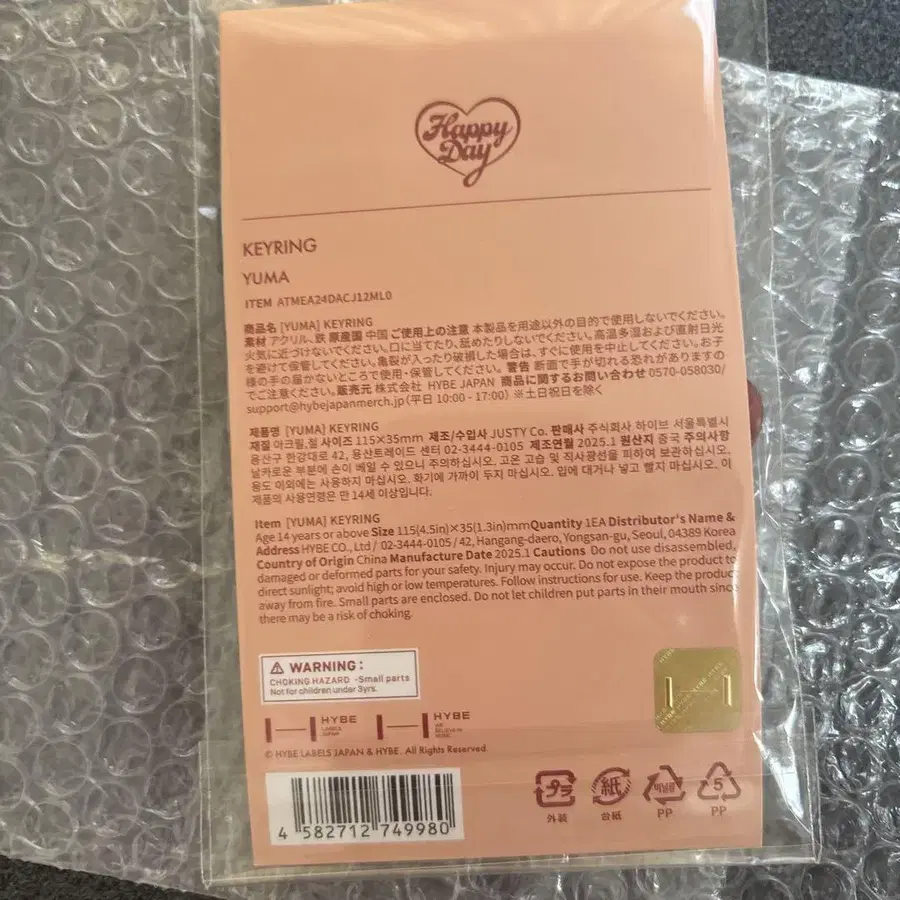 Happy
Day
KEYRING
YUMA
ITEM ATMEA24DACJ12ML0
商品名 [YUMA] KEYRING
素材 アクリル、鉄 原産国 中国 ご使用上の注意 本製品を用途以外の目的で使用しないでください。
火気に近づけないでください。口に当てたり、舐めたりしないでください。高温多湿および直射日光
を避けて保管してください。亀裂が入ったり破損した場合は、すぐに使用を中止してください。お子
様の手の届かないところで使用・保管してください。警告 断面で手が切れる恐れがありますの
でご注意ください。販売元 株式会社 HYBE JAPAN 商品に関するお問い合わせ 0570-058030/
support@hybejapanmerch.jp(平日 10:00 - 17:00) ※土日祝日を除く
제품명 [YUMA] KEYRING
재질 아크릴,철 사이즈 115×35mm 제조/수입사 JUSTY Co. 판매사 주식회사 하이브 서울특별시
용산구 한강대로 42, 용산트레이드 센터 02-3444-0105 제조연월 2025.1 원산지 중국 주의사항
날카로운 부분에 손이 베일 수 있으니 주의하십시오. 고온 고습 및 직사광선을 피하여 보관하십시오.
용도 이외에는 사용하지 마십시오. 화기에 가까이 두지 마십시오. 입에 대거나 넣고 빨지 마십시오. 이
제품의 사용연령은 만 14세 이상입니다.
Item [YUMA] KEYRING
Age 14 years or above Size 115(4.5in)×35(1.3in)mm Quantity 1EA Distributor's Name &
Address HYBE CO., Ltd / 02-3444-0105 / 42, Hangang-daero, Yongsan-gu, Seoul, 04389 Korea
Country of Origin China Manufacture Date 2025.1 Cautions Do not use disassembled,
damaged or deformed parts for your safety. Injury may occur. Do not expose the product to
direct sunlight; avoid high or low temperatures. Follow instructions for use. Keep the product
away from fire. Small parts are enclosed. Do not let children put parts in their mouth since
there may be a risk of choking.
WARNING:
CHOKING HAZARD -Small parts
Not for children under 3yrs.
HYBE
LABELS
JAPAN
HYBE
WE
BELIEVE IN
MUSIC
© HYBE LABELS JAPAN & HYBE. All Rights Reserved.
4 582712 749980
プラ
外装
紙
台紙
비닐류
PP
5
PP